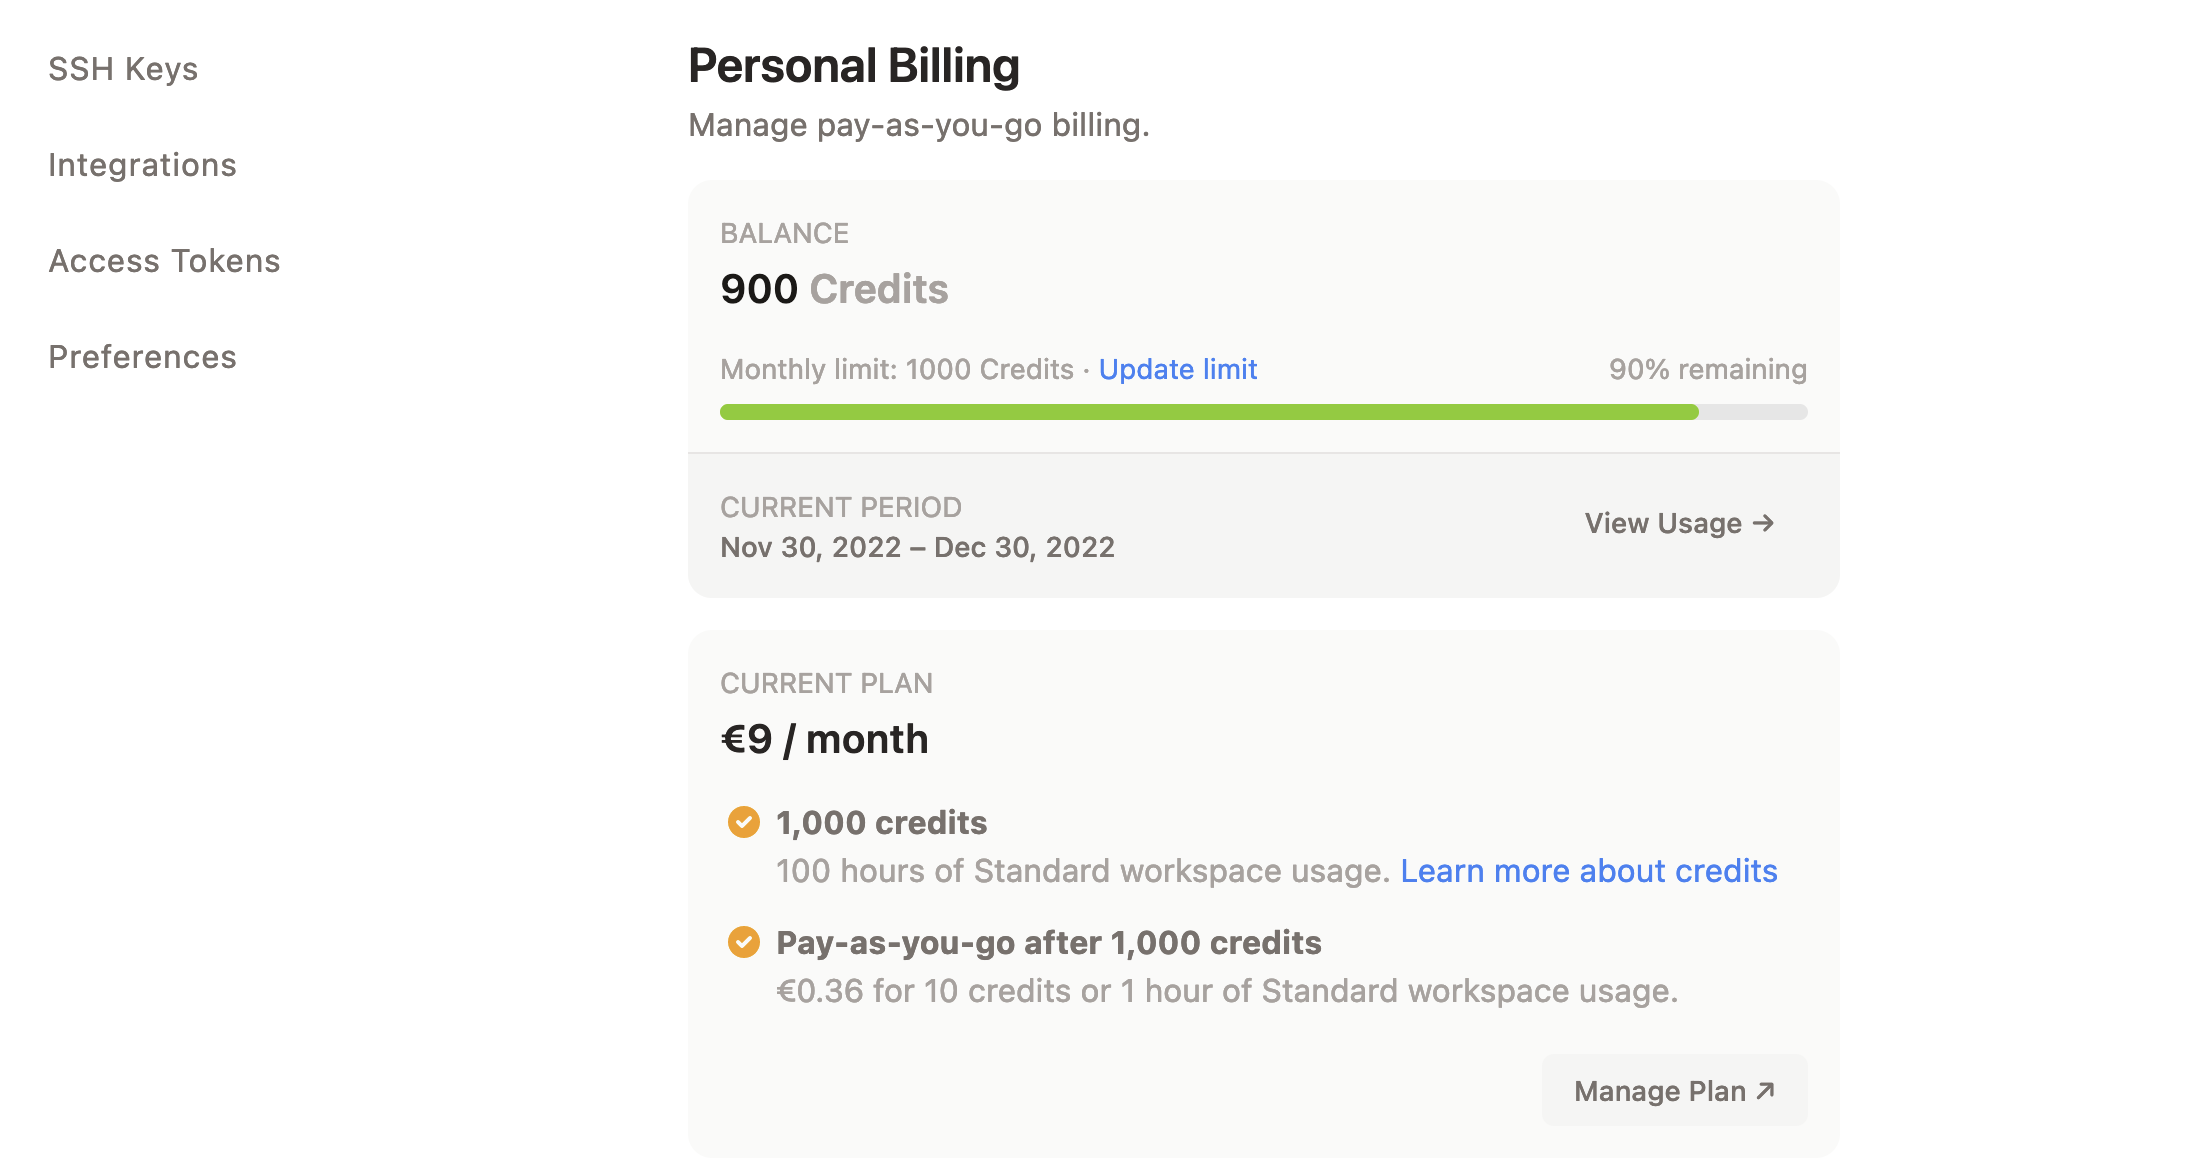 SSH Keys
Integrations
Access Tokens
Preferences
Personal Billing
Manage pay-as-you-go billing.
BALANCE
900 Credits
Monthly limit: 1000 Credits · Update limit
90% remaining
CURRENT PERIOD
Nov 30, 2022 – Dec 30, 2022
View Usage →
CURRENT PLAN
€9 / month
1,000 credits
100 hours of Standard workspace usage. Learn more about credits
Pay-as-you-go after 1,000 credits
€0.36 for 10 credits or 1 hour of Standard workspace usage.
Manage Plan ↗